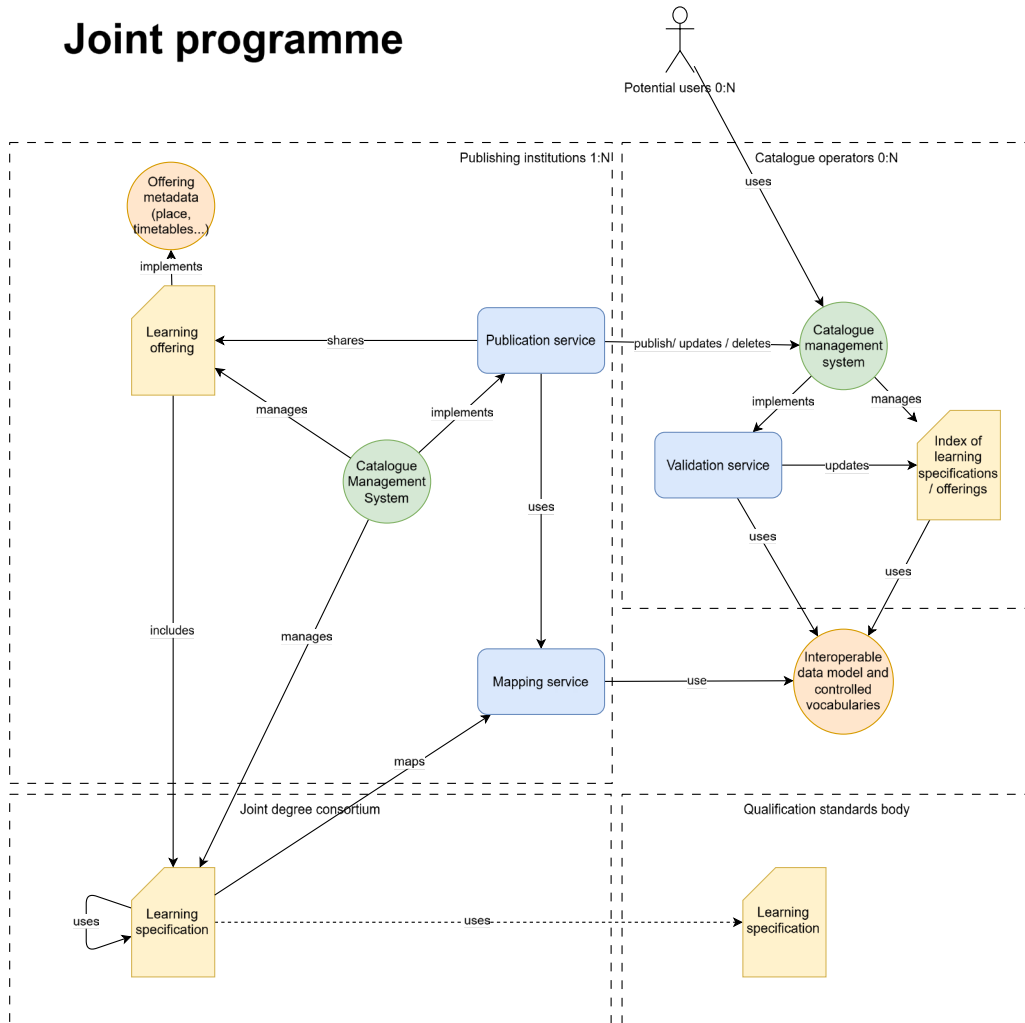 Joint programme
Potential users 0:N
Publishing institutions 1:N
Catalogue operators 0:N
uses
Offering
metadata
(place,
timetables...)
implements
Learning
offering
shares
Publication service
publish/ updates / deletes
Catalogue
management
system
manages
implements
implements
manages
Catalogue
Management
System
Validation service
updates
Index of
learning
specifications
/ offerings
uses
uses
uses
includes
manages
Mapping service
use
Interoperable
data model and
controlled
vocabularies
maps
Joint degree consortium
Qualification standards body
uses
Learning
specification
uses
Learning
specification